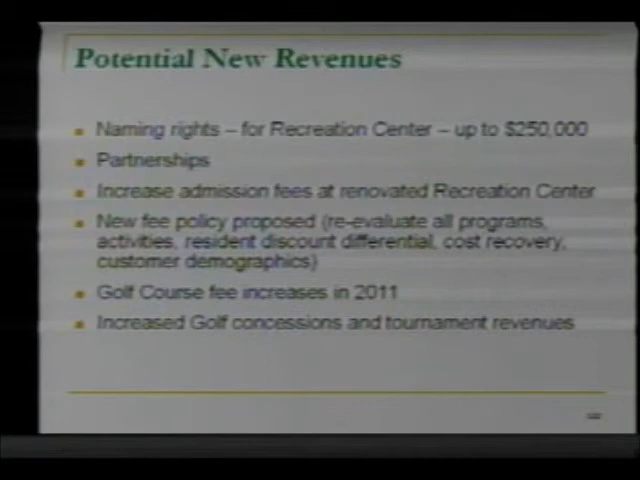 Potential New Revenues
Naming rights – for Recreation Center – up to $250,000
Partnerships
Increase admission fees at renovated Recreation Center
New fee policy proposed (re-evaluate all programs,
activities, resident discount differential, cost recovery,
customer demographics)
Golf Course fee increases in 2011
Increased Golf concessions and tournament revenues